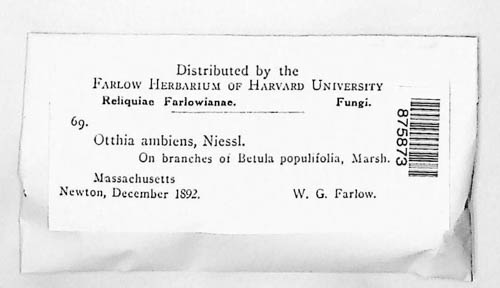 Distributed by the
FARLOW HERBARIUM OF HARVARD UNIVERSITY
Reliquiae Farlowianae. Fungi.
69.
Otthia ambiens, Niessl.
On branches of Betula populifolia, Marsh.
Massachusetts
Newton, December 1892. W. G. Farlow.
875873